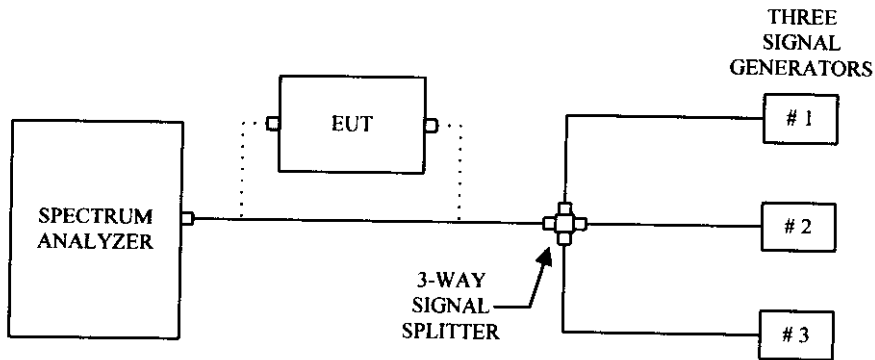 THREE
SIGNAL
GENERATORS
EUT
# 1
SPECTRUM
ANALYZER
# 2
3-WAY
SIGNAL
SPLITTER
# 3